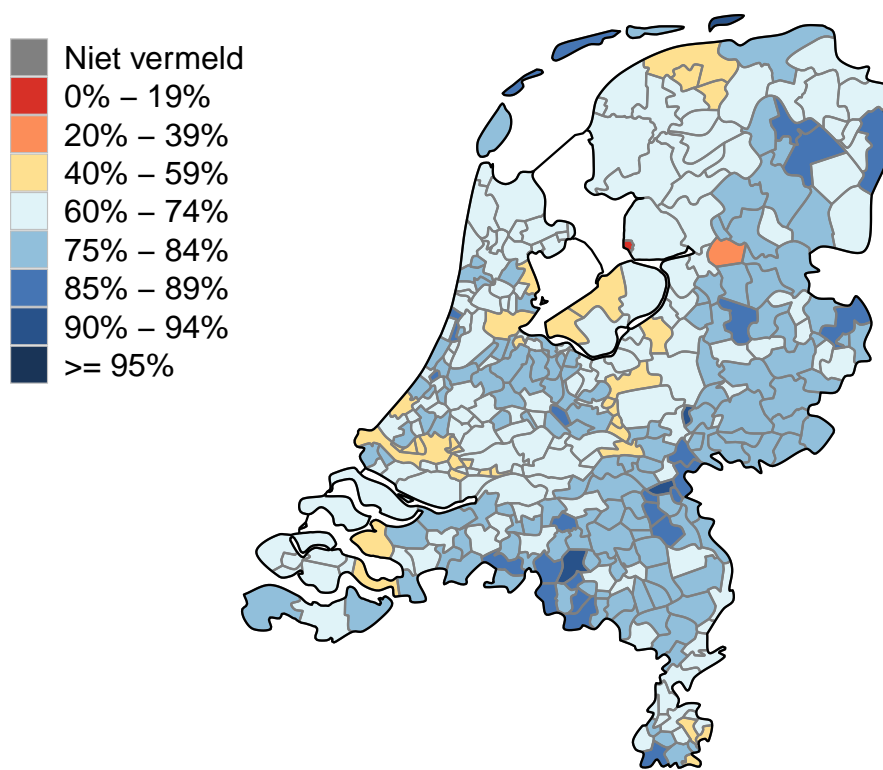 Niet vermeld
0% – 19%
20% – 39%
40% – 59%
60% – 74%
75% – 84%
85% – 89%
90% – 94%
>= 95%